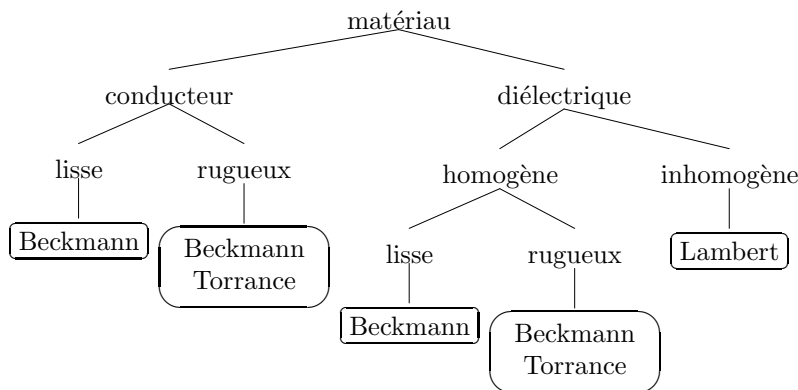 matériau
conducteur
diélectrique
lisse
rugueux
homogène
inhomogène
Beckmann
Beckmann
Torrance
lisse
rugueux
Lambert
Beckmann
Beckmann
Torrance